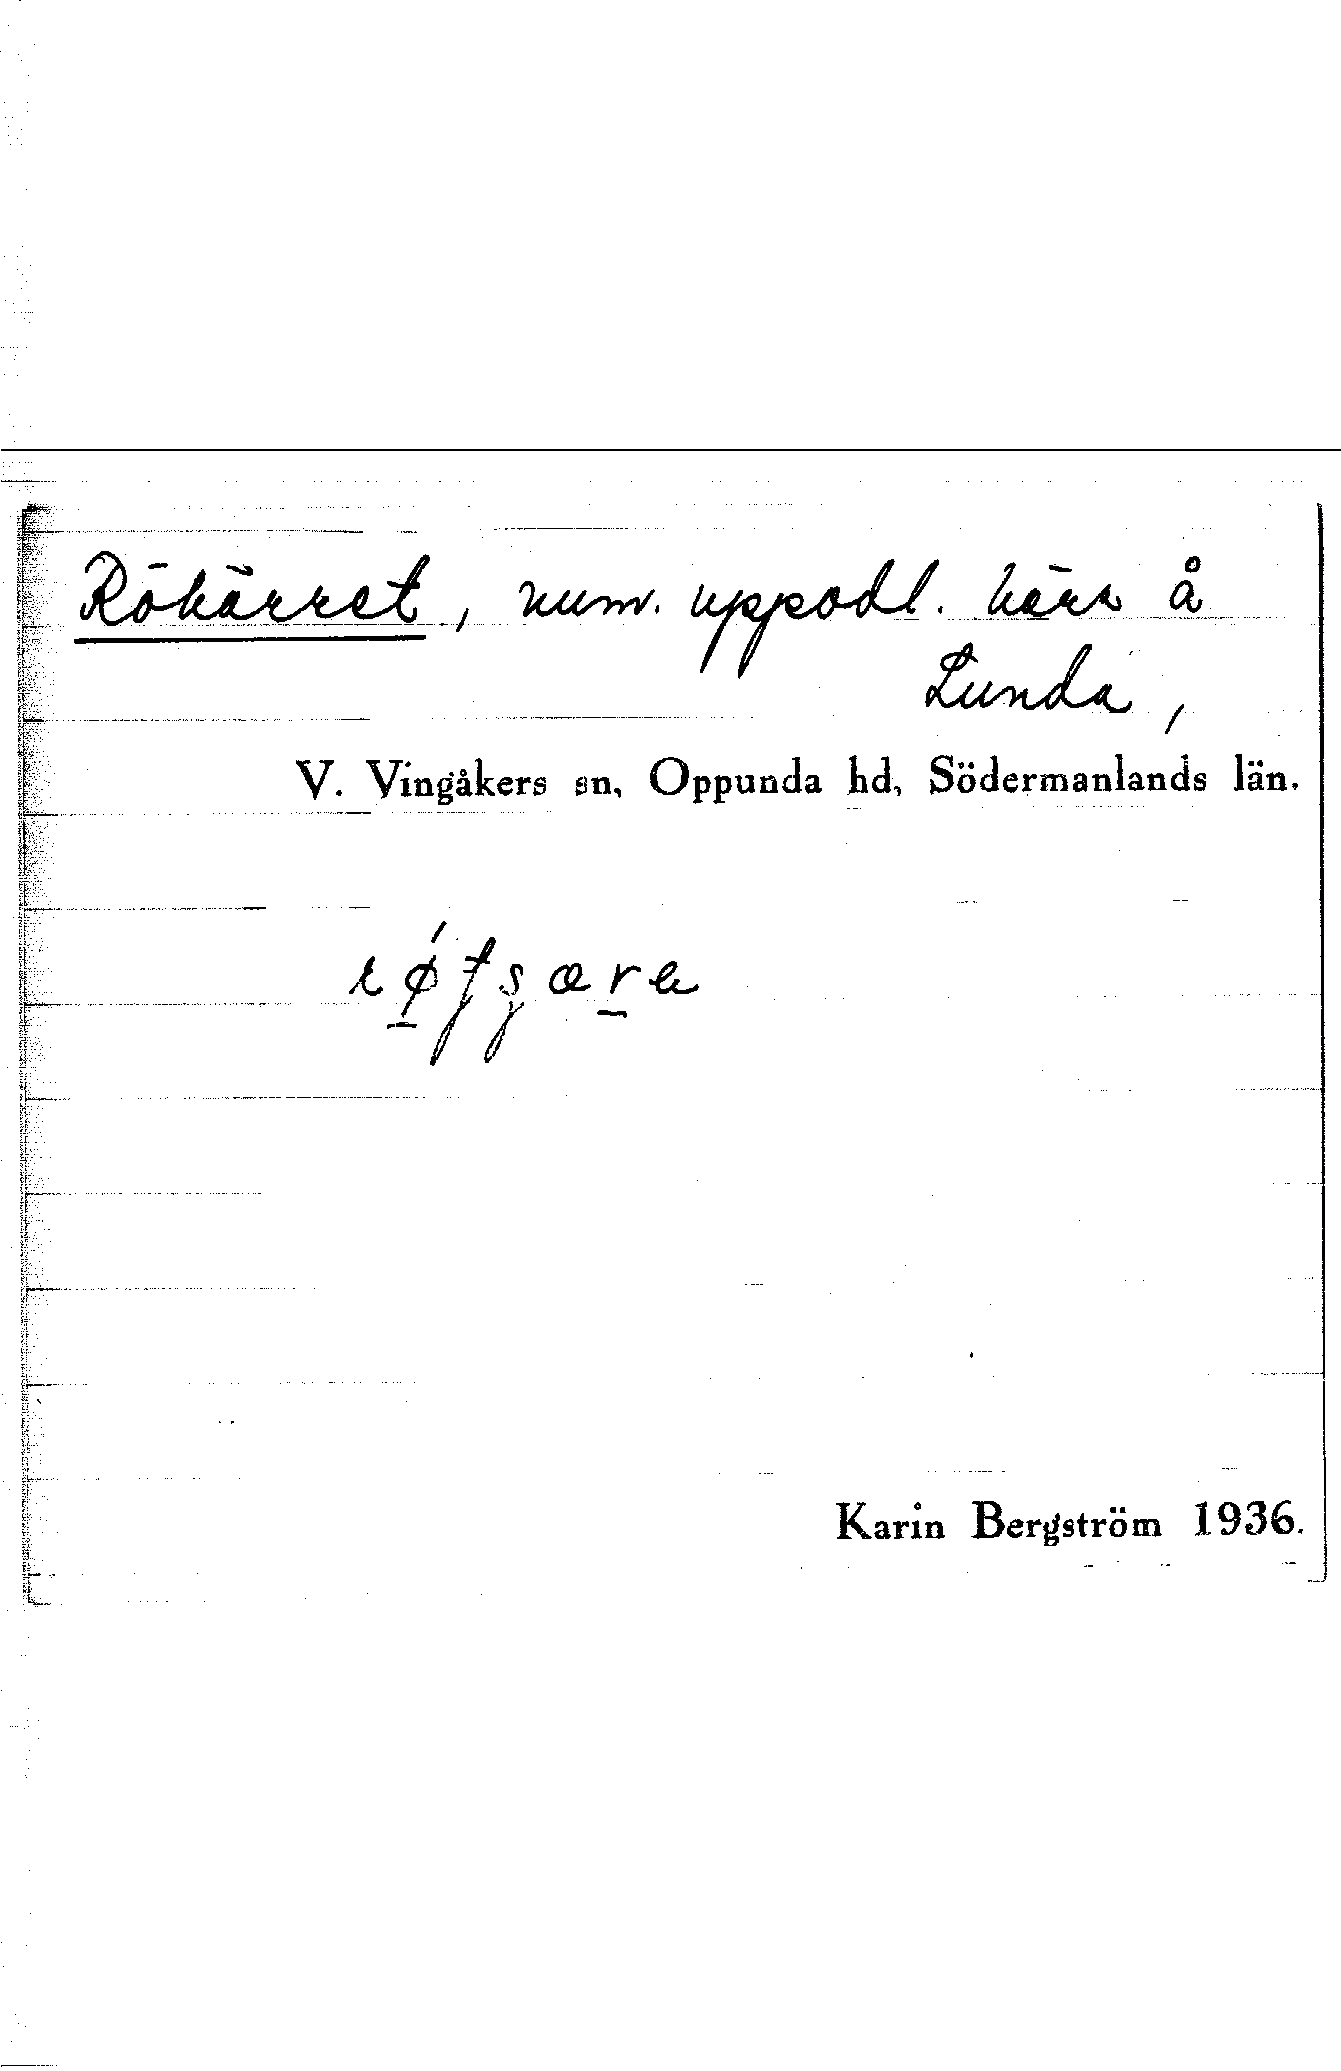 Rökärret, num. uppodl. kärr å
Lunda,
V. Vingåkers sn, Oppunda hd, Södermanlands län.
Karin Bergström 1936.